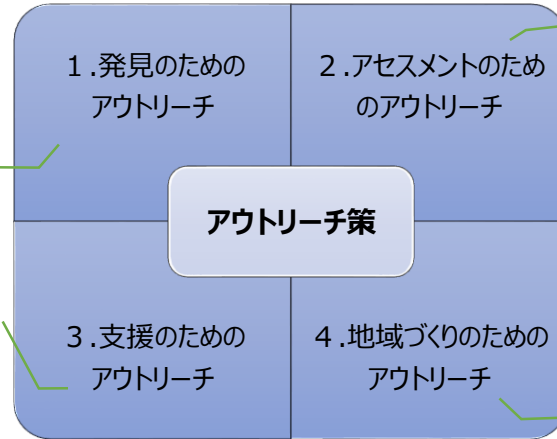 １.発見のための
アウトリーチ
２.アセスメントのため
のアウトリーチ
アウトリーチ策
３.支援のための
アウトリーチ
４.地域づくりのための
アウトリーチ